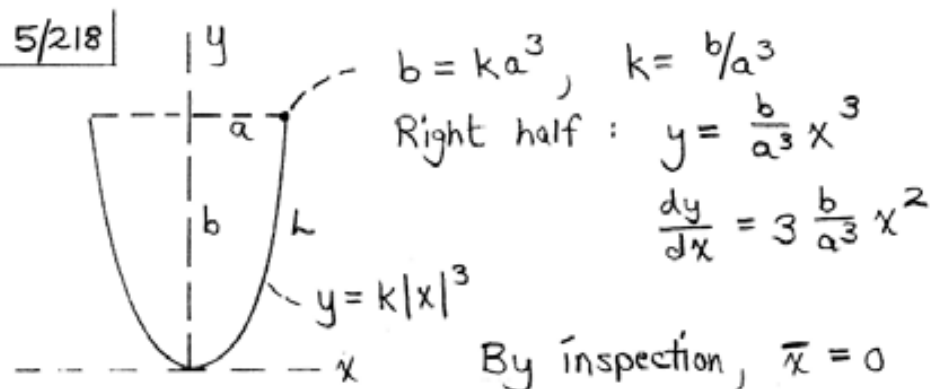 5/218
y
b = ka³, k = b/a³
a
Right half : y = b/a³ x³
b
L
dy/dx = 3 b/a³ x²
y = k|x|³
x
By inspection, x̄ = 0